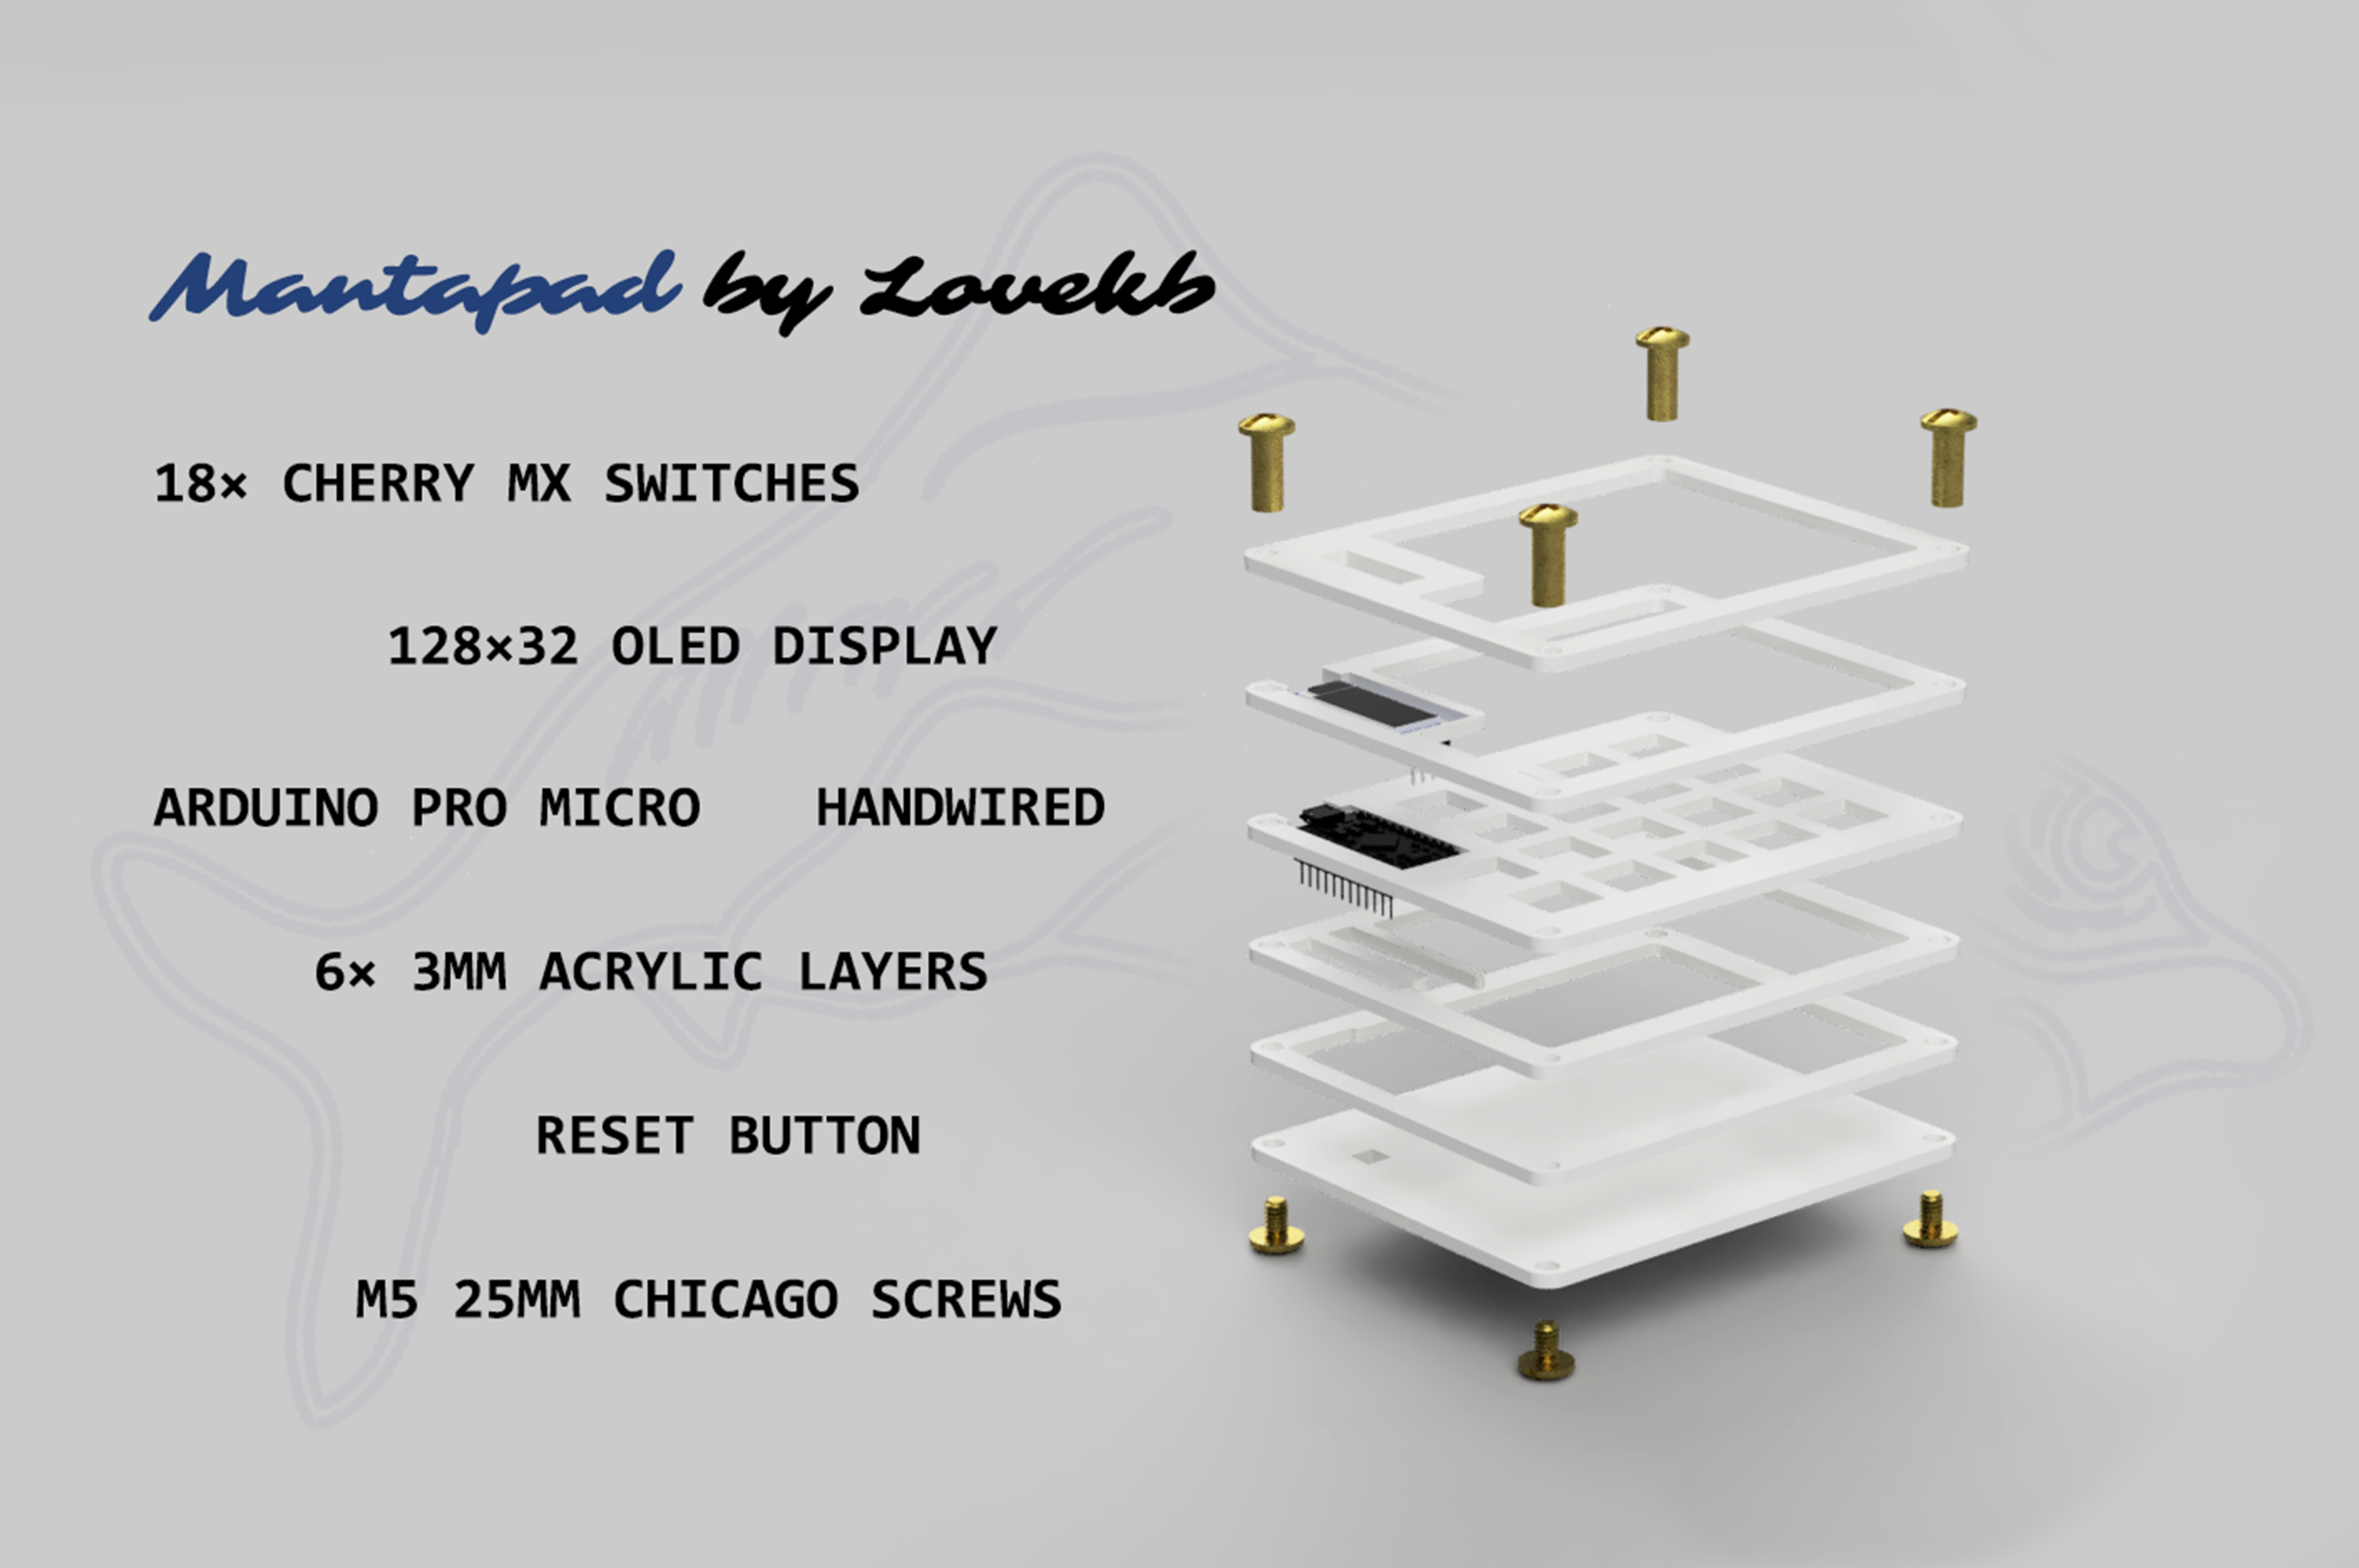 Mantapad by Lovekb
18× CHERRY MX SWITCHES
128×32 OLED DISPLAY
ARDUINO PRO MICRO HANDWIRED
6× 3MM ACRYLIC LAYERS
RESET BUTTON
M5 25MM CHICAGO SCREWS